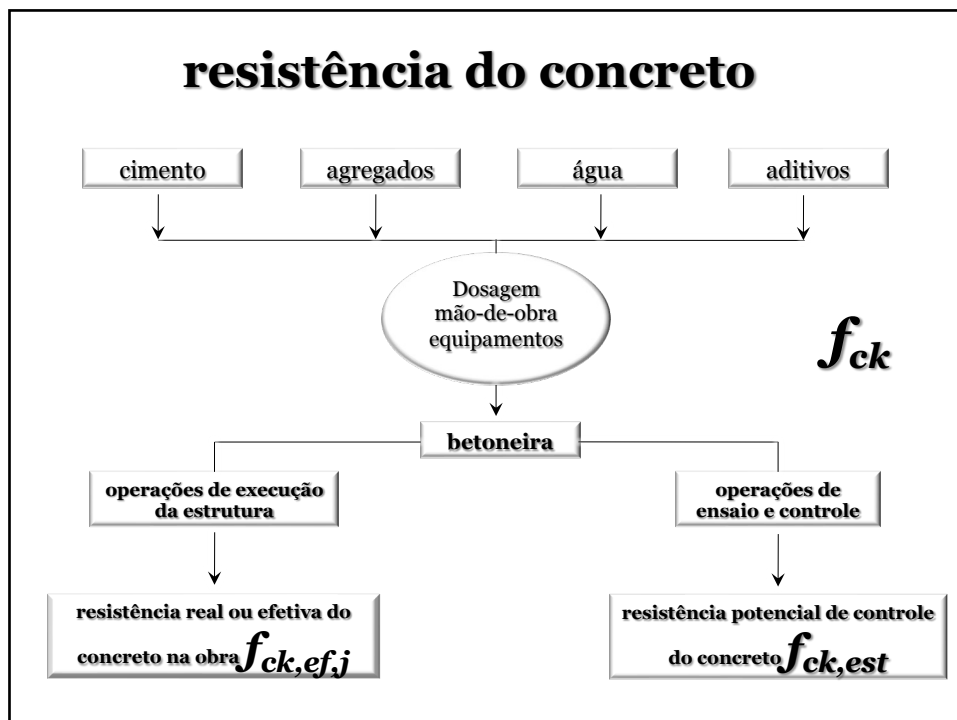 resistência do concreto
cimento
agregados
água
aditivos
Dosagem
mão-de-obra
equipamentos
fck
betoneira
operações de execução
da estrutura
operações de
ensaio e controle
resistência real ou efetiva do
concreto na obra fck,ef,j
resistência potencial de controle
do concreto fck,est